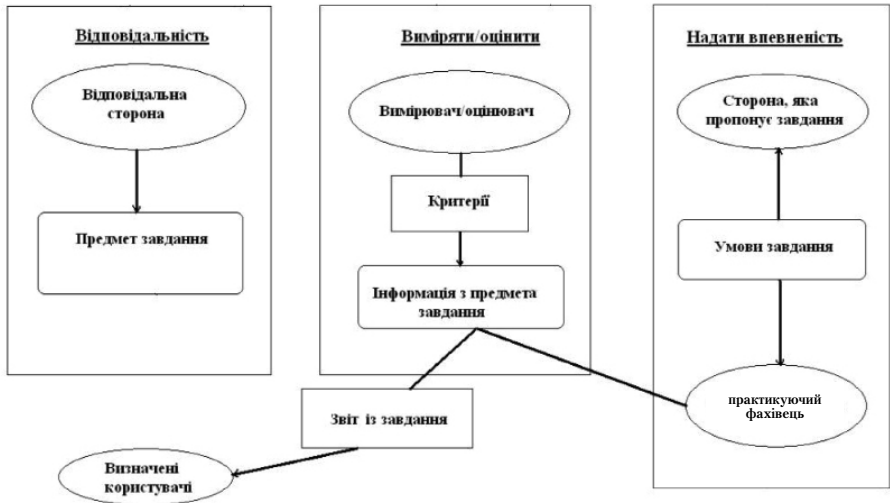 Відповідальність
Відповідальна
сторона
Предмет завдання
Виміряти/оцінити
Вимірювач/оцінювач
Критерії
Інформація з предмета
завдання
Надати впевненість
Сторона, яка
пропонує завдання
Умови завдання
практикуючий
фахівець
Звіт із завдання
Визначені
користувачі